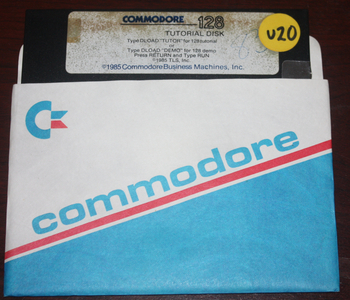 COMMODORE 128
TUTORIAL DISK
Type DLOAD "TUTOR" for 128 tutorial
or
Type DLOAD "DEMO" for 128 demo
Press RETURN and Type RUN
©1985 TLS, Inc.
©1985 Commodore Business Machines, Inc.
U20
commodore